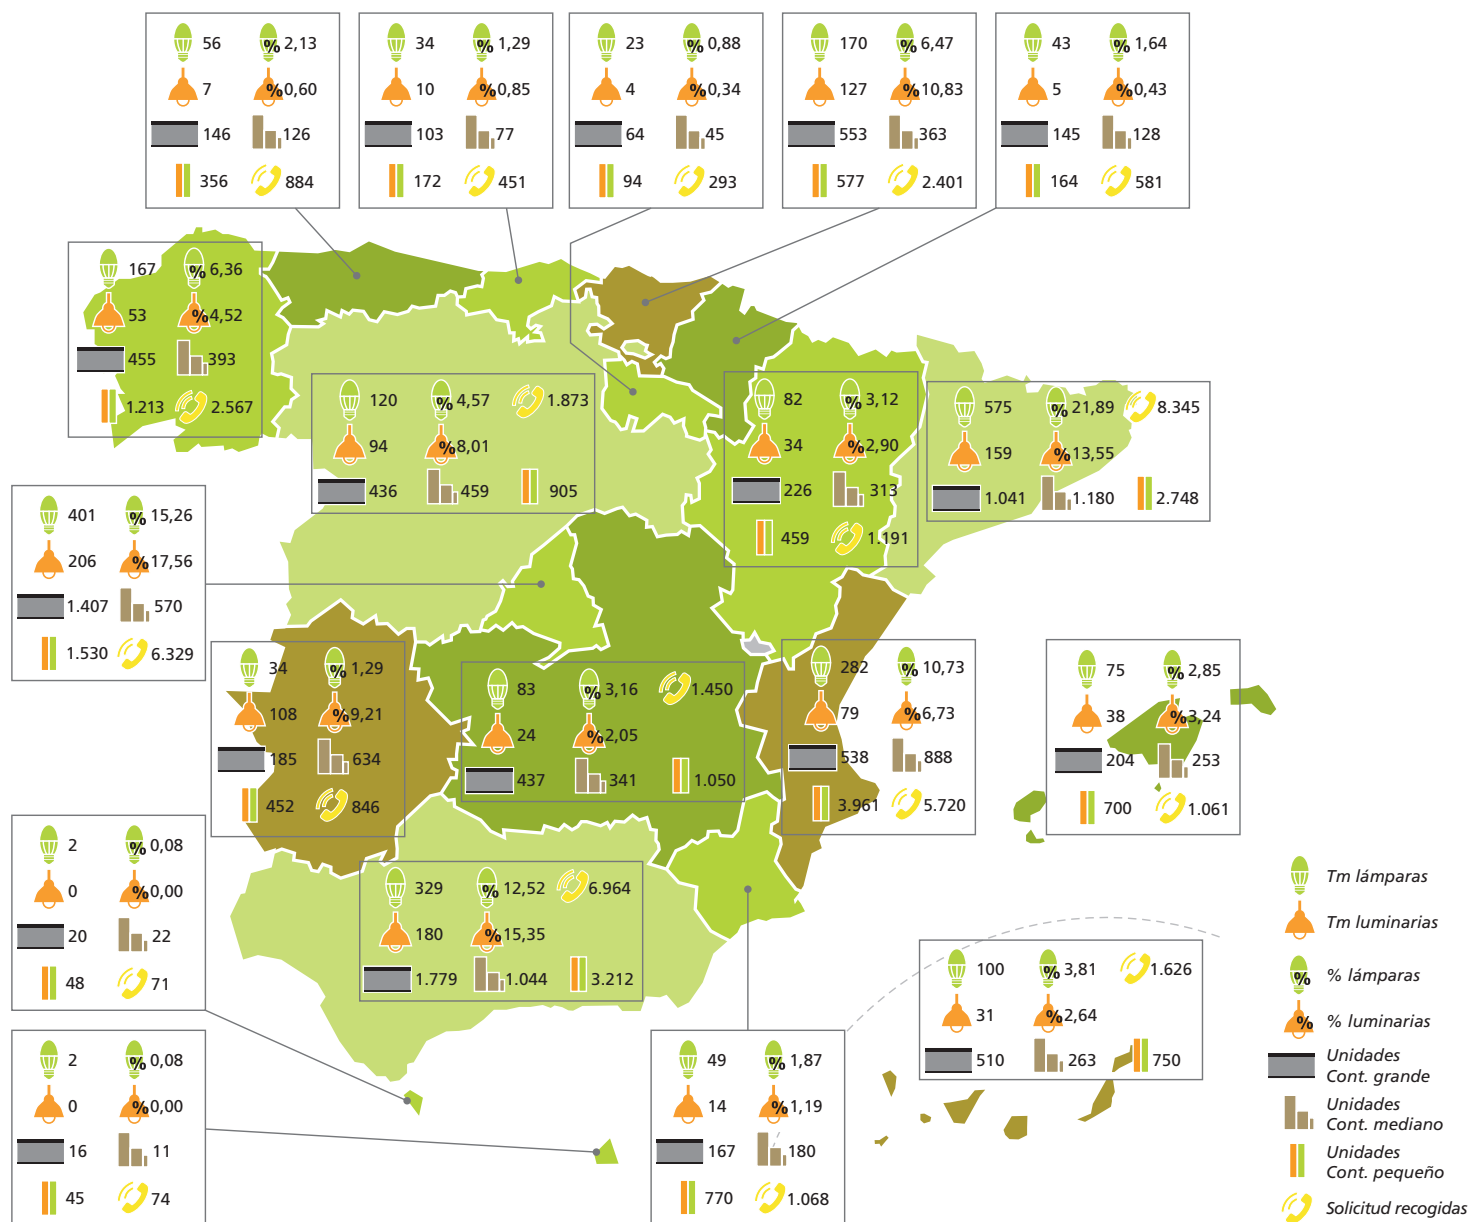 56 % 2,13
7 % 0,60
146 126
356 884
34 % 1,29
10 % 0,85
103 77
172 451
23 % 0,88
4 % 0,34
64 45
94 293
170 % 6,47
127 % 10,83
553 363
577 2.401
43 % 1,64
5 % 0,43
145 128
164 581
167 % 6,36
53 % 4,52
455 393
1.213 2.567
120 % 4,57 1.873
94 % 8,01
436 459 905
82 % 3,12
34 % 2,90
226 313
459 1.191
575 % 21,89 8.345
159 % 13,55
1.041 1.180 2.748
401 % 15,26
206 % 17,56
1.407 570
1.530 6.329
34 % 1,29
108 % 9,21
185 634
452 846
83 % 3,16 1.450
24 % 2,05
437 341 1.050
282 % 10,73
79 % 6,73
538 888
3.961 5.720
75 % 2,85
38 % 3,24
204 253
700 1.061
2 % 0,08
0 % 0,00
20 22
48 71
329 % 12,52 6.964
180 % 15,35
1.779 1.044 3.212
100 % 3,81 1.626
31 % 2,64
510 263 750
2 % 0,08
0 % 0,00
16 11
45 74
49 % 1,87
14 % 1,19
167 180
770 1.068
Tm lámparas
Tm luminarias
% % lámparas
% % luminarias
Unidades
Cont. grande
Unidades
Cont. mediano
Unidades
Cont. pequeño
Solicitud recogidas